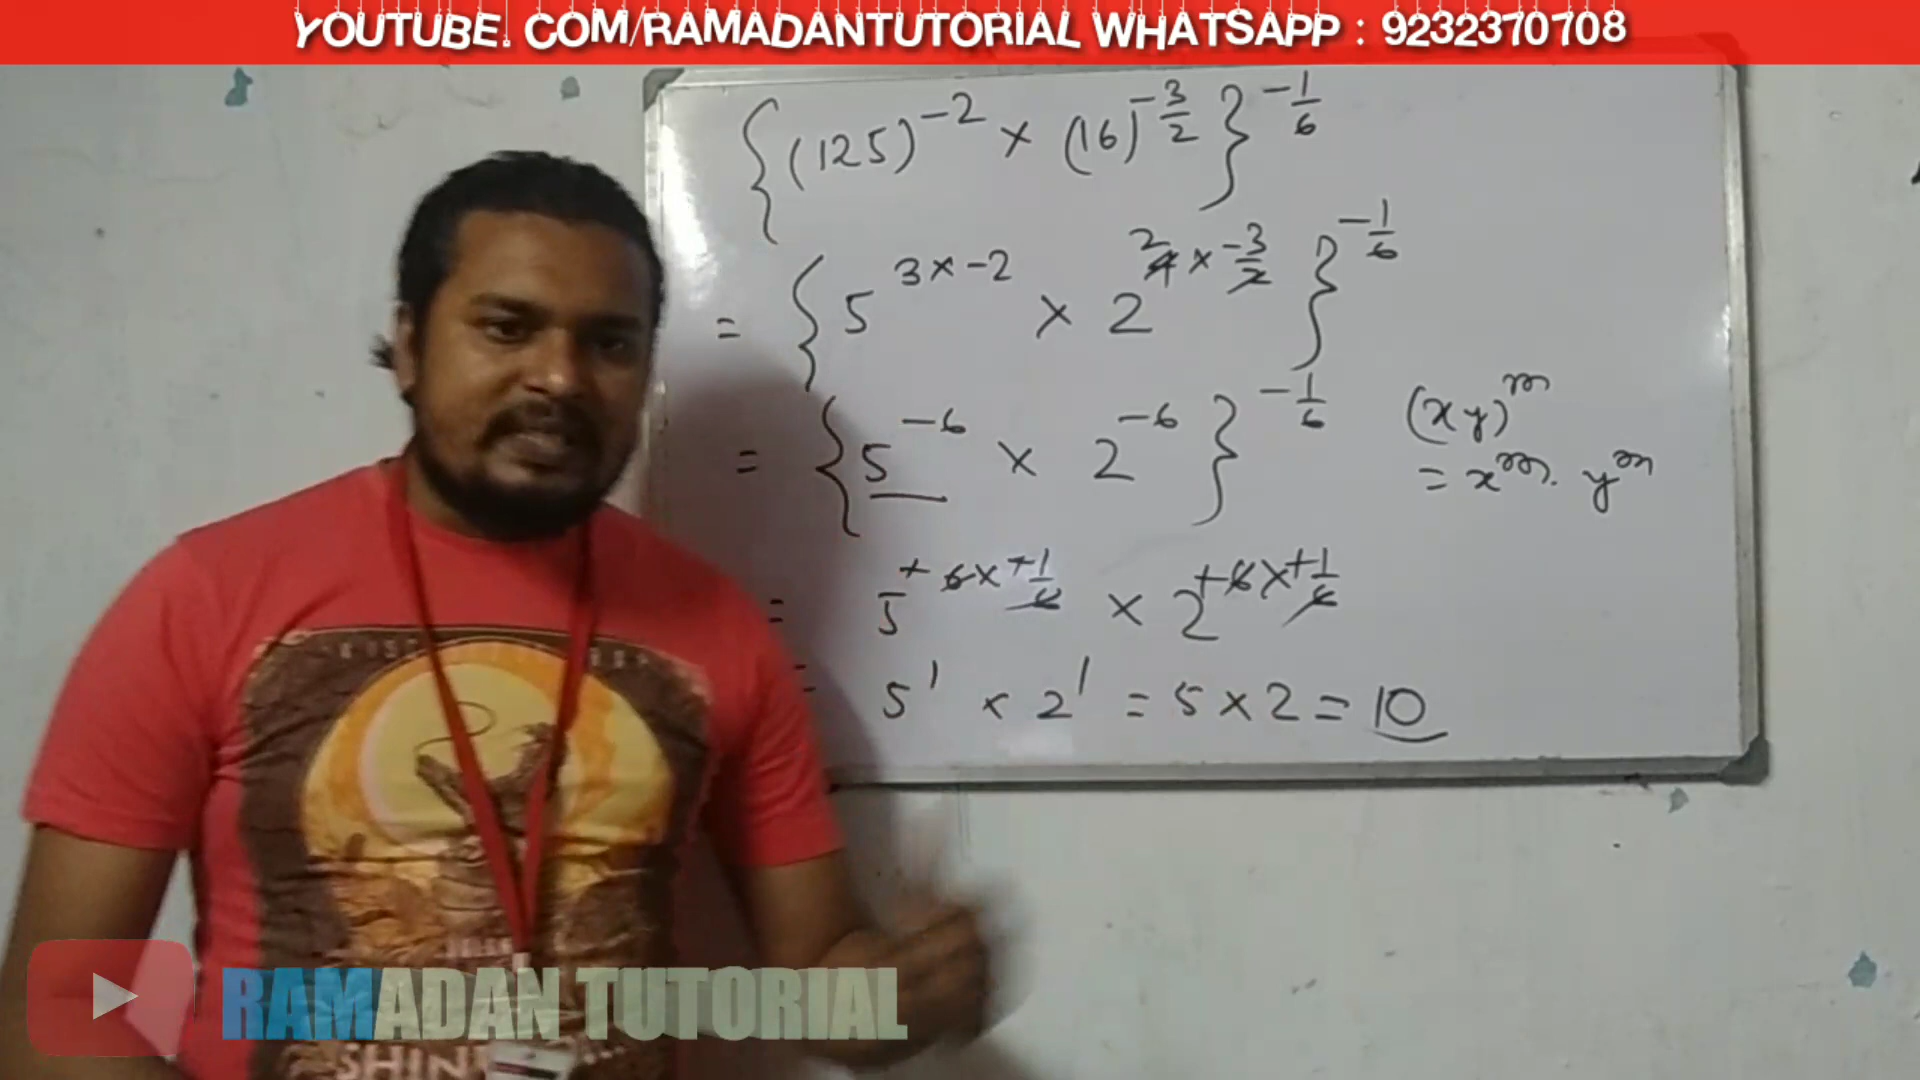 YOUTUBE. COM/RAMADANTUTORIAL WHATSAPP : 9232370708
{(125)^-2 × (16)^-3/2}^-1/6
= {5^3×-2 × 2^2 4×-3/2}^-1/6
= {5^-6 × 2^-6}^-1/6
(xy)^m
= x^m. y^m
= 5^+6×+1/6 × 2^+6×+1/6
= 5^1 × 2^1 = 5×2 = 10
RAMADAN TUTORIAL